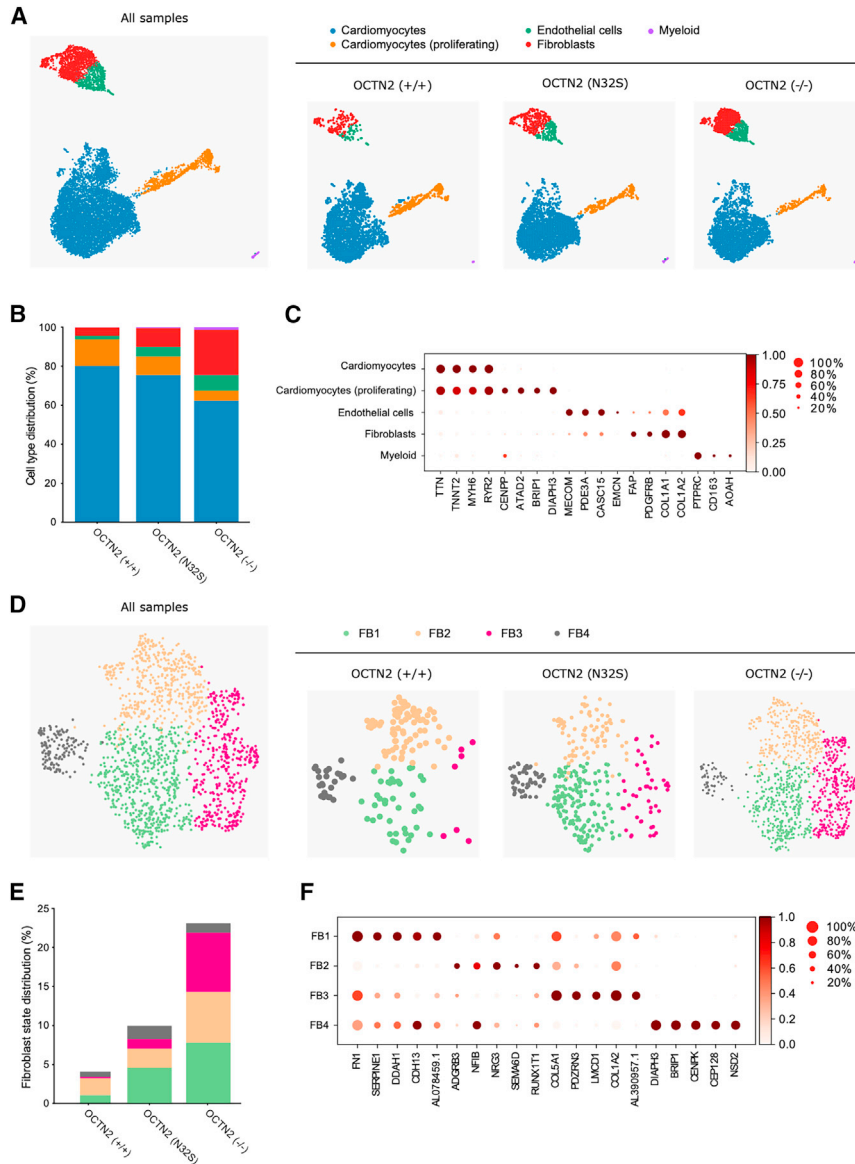 A
All samples
Cardiomyocytes
Cardiomyocytes (proliferating)
Endothelial cells
Fibroblasts
Myeloid
OCTN2 (+/+)
OCTN2 (N32S)
OCTN2 (-/-)
B
Cell type distribution (%)
100
80
60
40
20
0
OCTN2 (+/+)
OCTN2 (N32S)
OCTN2 (-/-)
C
Cardiomyocytes
Cardiomyocytes (proliferating)
Endothelial cells
Fibroblasts
Myeloid
TTN
TNNT2
MYH6
RYR2
CENPP
ATAD2
BRIP1
DIAPH3
MECOM
PDE3A
CASC15
EMCN
FAP
PDGFRB
COL1A1
COL1A2
PTPRC
CD163
AOAH
1.00
0.75
0.50
0.25
0.00
100%
80%
60%
40%
20%
D
All samples
FB1
FB2
FB3
FB4
OCTN2 (+/+)
OCTN2 (N32S)
OCTN2 (-/-)
E
Fibroblast state distribution (%)
25
20
15
10
5
0
OCTN2 (+/+)
OCTN2 (N32S)
OCTN2 (-/-)
F
FB1
FB2
FB3
FB4
FN1
SERPINE1
DDAH1
CDH13
AL078459.1
ADGRB3
NFIB
NRG3
SEMA6D
RUNX1T1
COL5A1
PDZRN3
LMCD1
COL1A2
AL390957.1
DIAPH3
BRIP1
CENPK
CEP128
NSD2
1.0
0.8
0.6
0.4
0.2
0.0
100%
80%
60%
40%
20%